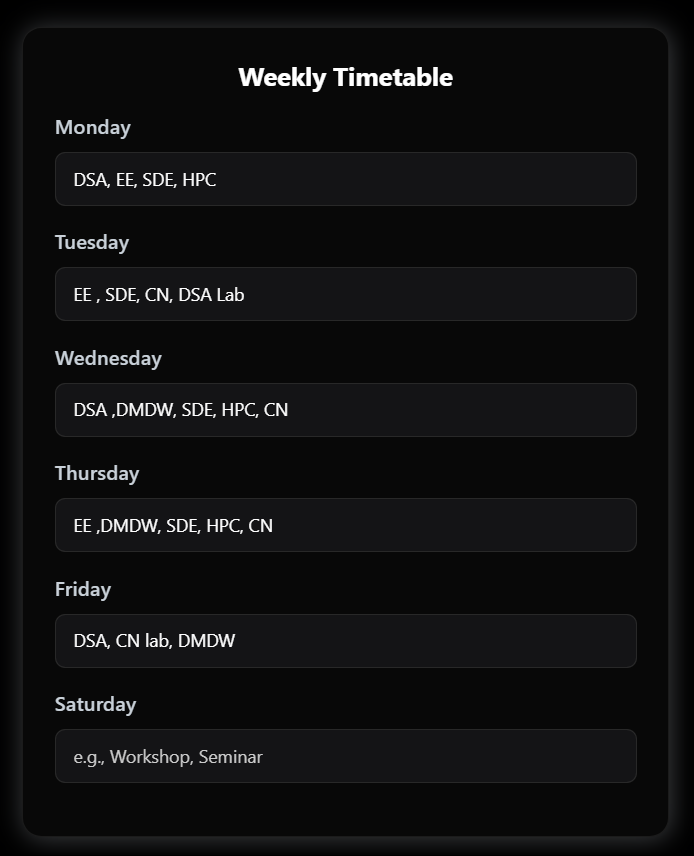 Weekly Timetable
Monday
DSA, EE, SDE, HPC
Tuesday
EE , SDE, CN, DSA Lab
Wednesday
DSA ,DMDW, SDE, HPC, CN
Thursday
EE ,DMDW, SDE, HPC, CN
Friday
DSA, CN lab, DMDW
Saturday
e.g., Workshop, Seminar